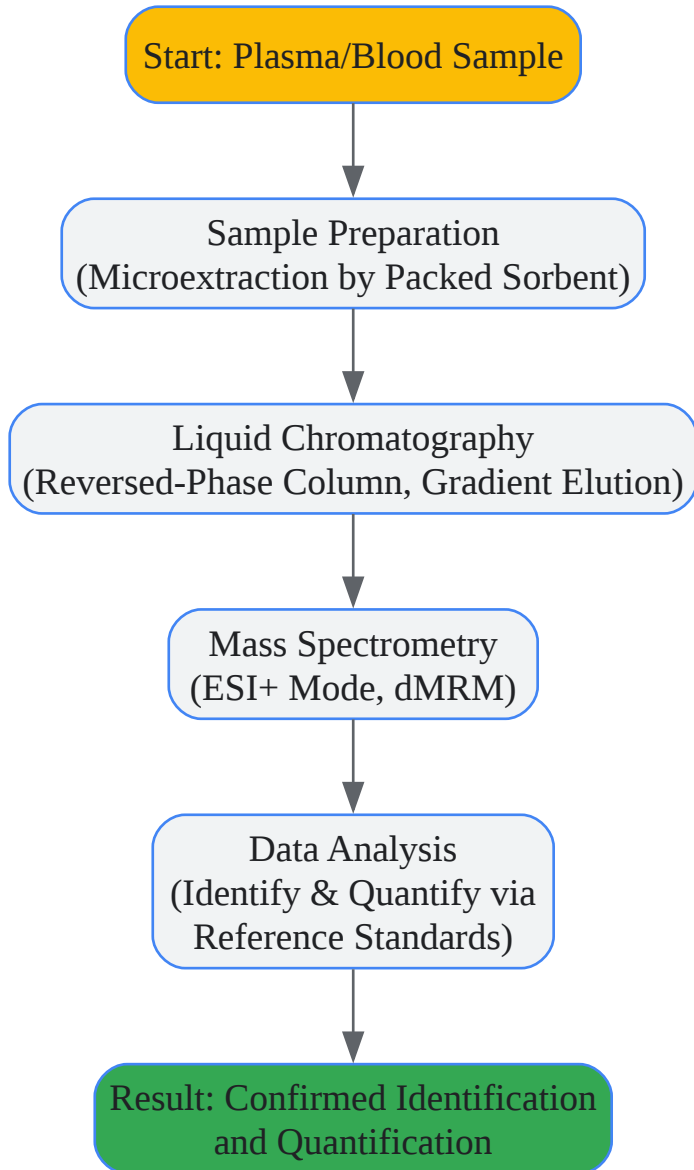 Start: Plasma/Blood Sample
Sample Preparation
(Microextraction by Packed Sorbent)
Liquid Chromatography
(Reversed-Phase Column, Gradient Elution)
Mass Spectrometry
(ESI+ Mode, dMRM)
Data Analysis
(Identify & Quantify via
Reference Standards)
Result: Confirmed Identification
and Quantification